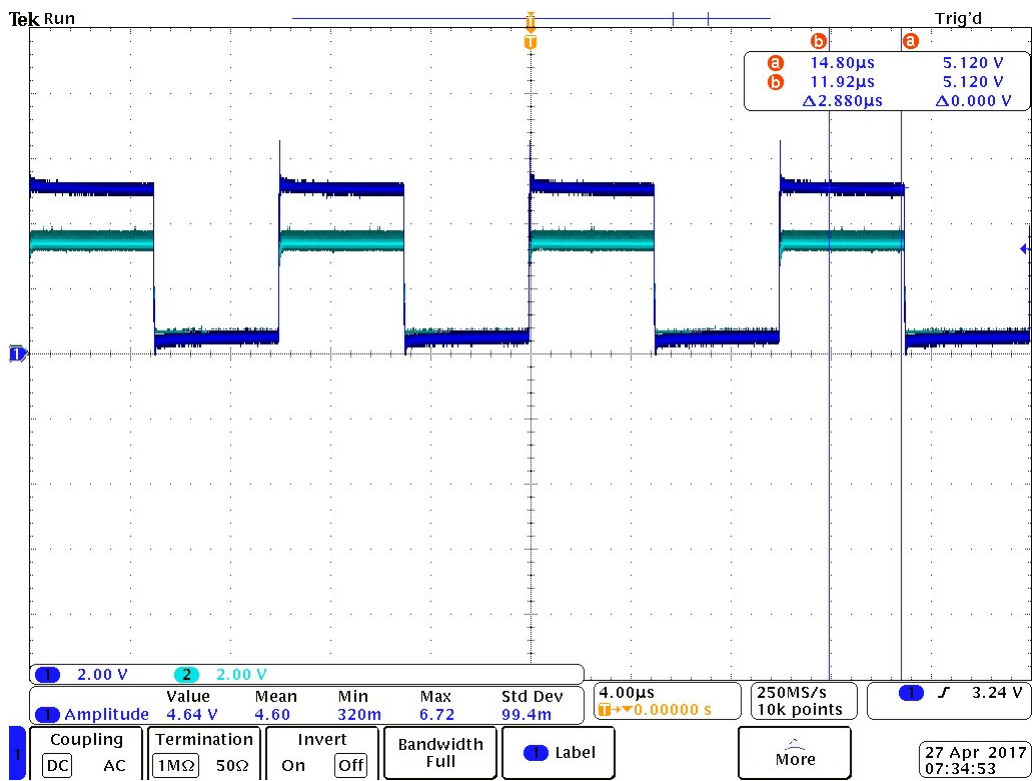 Tek Run Trig'd
T
T
b a
a 14.80µs 5.120 V
b 11.92µs 5.120 V
Δ2.880µs Δ0.000 V
1
1 2.00 V 2 2.00 V
Value Mean Min Max Std Dev
1 Amplitude 4.64 V 4.60 320m 6.72 99.4m
4.00µs
T→▼0.00000 s
250MS/s
10k points
1 ∫ 3.24 V
1
Coupling
DC AC
Termination
1MΩ 50Ω
Invert
On Off
Bandwidth
Full
1 Label
More
27 Apr 2017
07:34:53